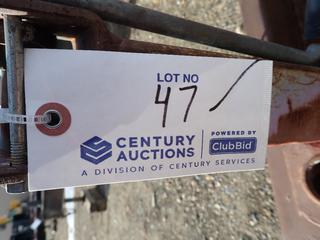 LOT NO
47
CENTURY
AUCTIONS
POWERED BY
ClubBid
A DIVISION OF CENTURY SERVICES